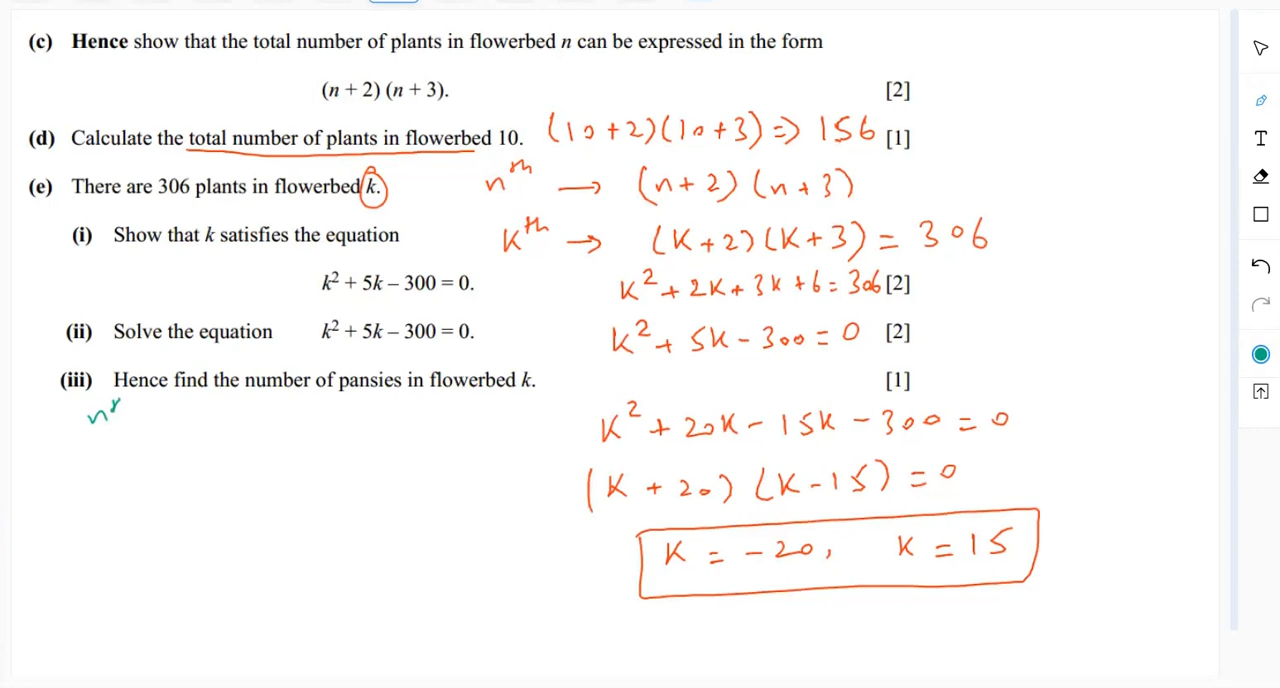 (c) Hence show that the total number of plants in flowerbed n can be expressed in the form
(n + 2) (n + 3). [2]
(d) Calculate the total number of plants in flowerbed 10. (10+2)(10+3) => 156 [1]
(e) There are 306 plants in flowerbed k. nth → (n+2) (n+3)
(i) Show that k satisfies the equation Kth → (K+2)(K+3) = 306
k² + 5k – 300 = 0. K² + 2K + 3K + 6 = 306 [2]
(ii) Solve the equation k² + 5k – 300 = 0. K² + 5K - 300 = 0 [2]
(iii) Hence find the number of pansies in flowerbed k. [1]
K² + 20K - 15K - 300 = 0
(K + 20) (K - 15) = 0
K = -20, K = 15
T